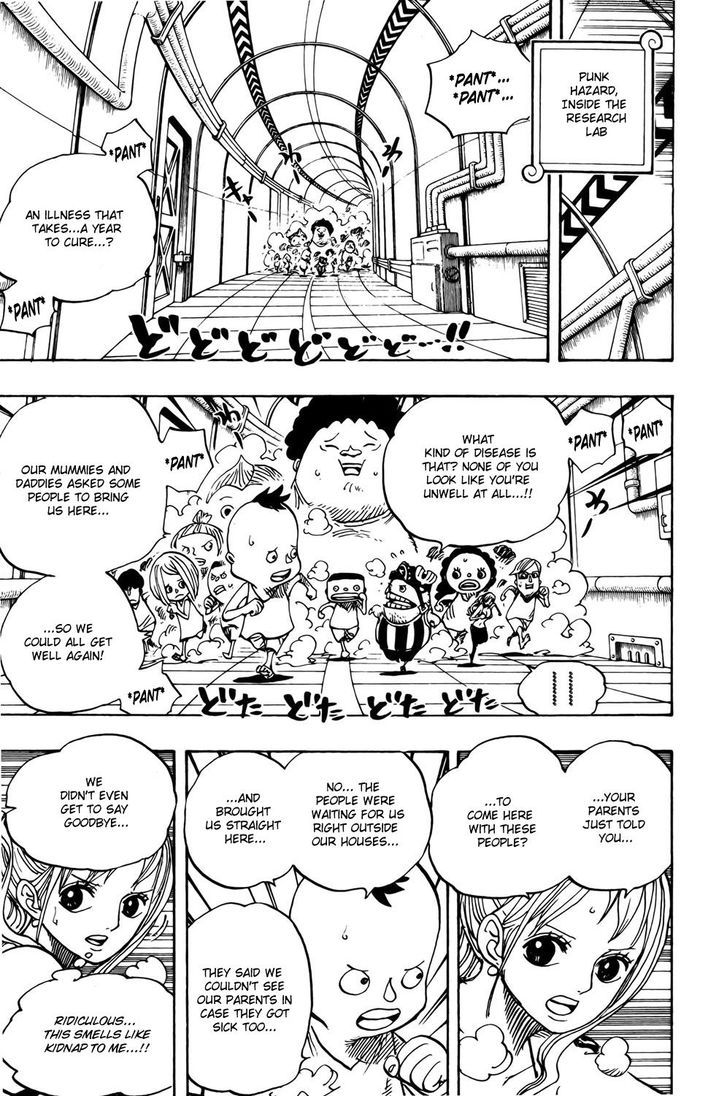 PUNK
HAZARD,
INSIDE THE
RESEARCH
LAB
*PANT*...
*PANT*...
*PANT*
*PANT*
AN ILLNESS THAT
TAKES...A YEAR
TO CURE...?
*PANT*
*PANT*
ど ど ど ど ど ど…!!
*PANT*
*PANT*
WHAT
KIND OF DISEASE IS
THAT? NONE OF YOU
LOOK LIKE YOU'RE
UNWELL AT ALL...!!
*PANT*
OUR MUMMIES AND
DADDIES ASKED SOME
PEOPLE TO BRING
US HERE...
...SO WE
COULD ALL GET
WELL AGAIN!
*PANT*
どた どた どた どた
...YOUR
PARENTS
JUST TOLD
YOU...
...TO
COME HERE
WITH THESE
PEOPLE?
NO... THE
PEOPLE WERE
WAITING FOR US
RIGHT OUTSIDE
OUR HOUSES...
...AND
BROUGHT
US STRAIGHT
HERE...
THEY SAID WE
COULDN'T SEE
OUR PARENTS IN
CASE THEY GOT
SICK TOO...
WE
DIDN'T EVEN
GET TO SAY
GOODBYE...
RIDICULOUS...
THIS SMELLS LIKE
KIDNAP TO ME...!!